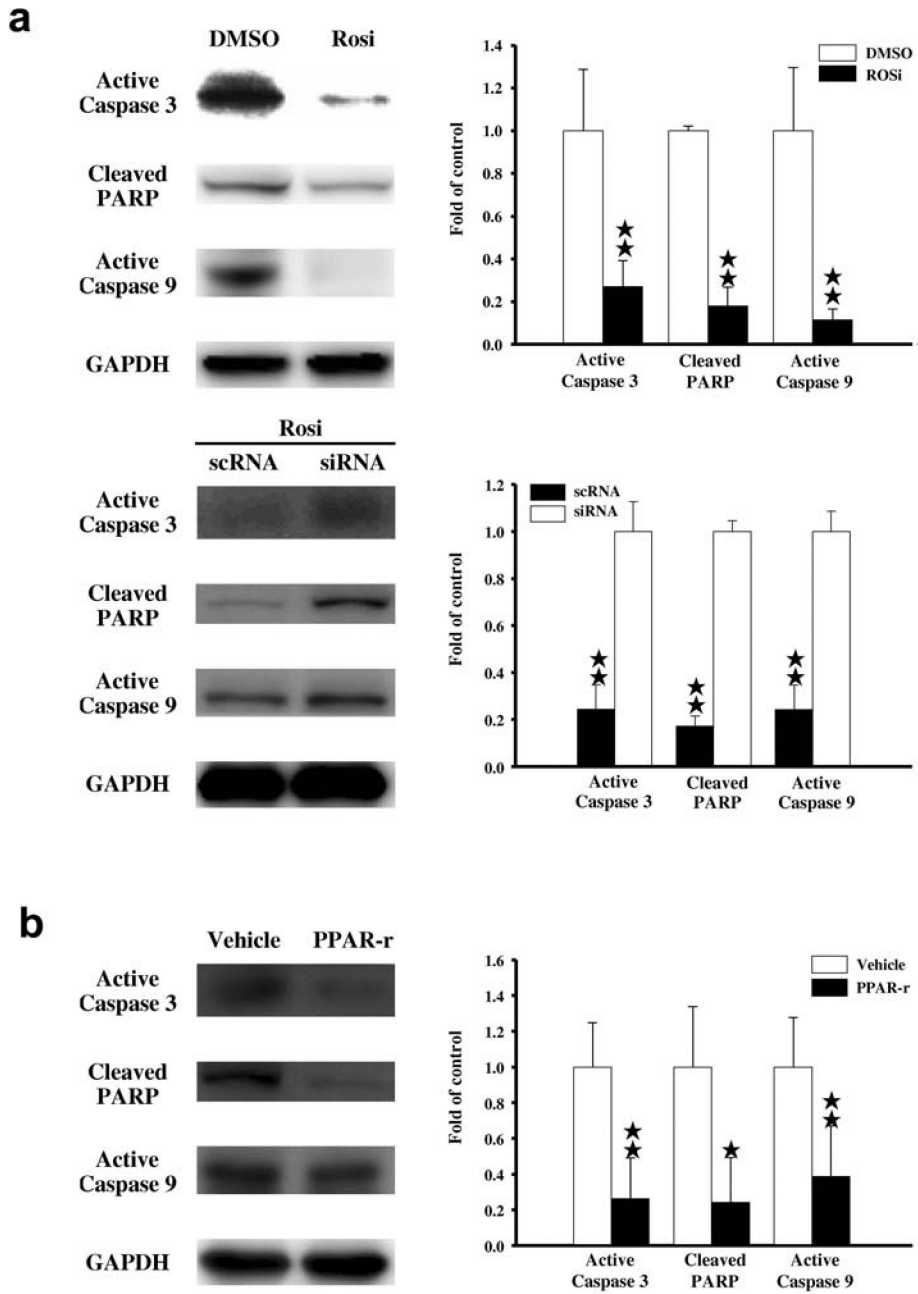 a
DMSO Rosi
Active
Caspase 3
Cleaved
PARP
Active
Caspase 9
GAPDH
1.4
1.2
1.0
0.8
0.6
0.4
0.2
0.0
Fold of control
DMSO
ROSi
Active
Caspase 3
Cleaved
PARP
Active
Caspase 9
Rosi
scRNA siRNA
Active
Caspase 3
Cleaved
PARP
Active
Caspase 9
GAPDH
1.2
1.0
0.8
0.6
0.4
0.2
0.0
Fold of control
scRNA
siRNA
Active
Caspase 3
Cleaved
PARP
Active
Caspase 9
b
Vehicle PPAR-r
Active
Caspase 3
Cleaved
PARP
Active
Caspase 9
GAPDH
1.6
1.4
1.2
1.0
0.8
0.6
0.4
0.2
0.0
Fold of control
Vehicle
PPAR-r
Active
Caspase 3
Cleaved
PARP
Active
Caspase 9